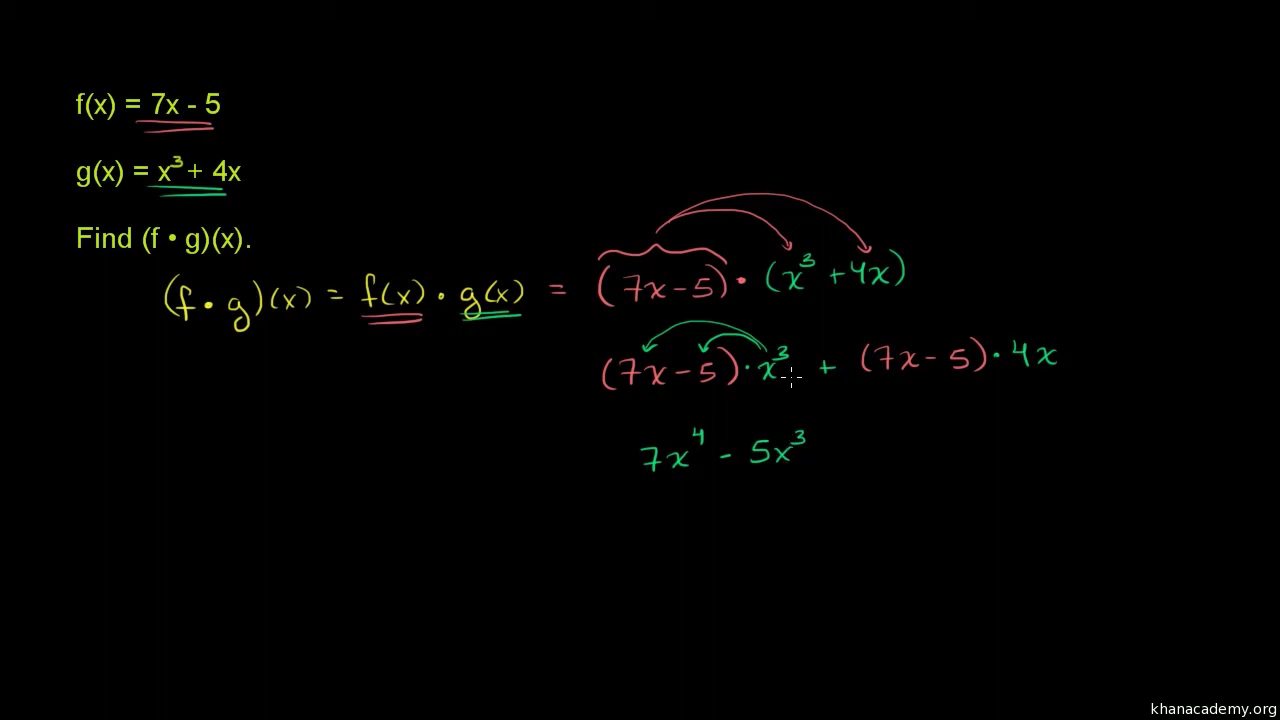 f(x) = 7x - 5
g(x) = x³ + 4x
Find (f • g)(x).
(f • g)(x) = f(x) • g(x) = (7x - 5) • (x³ + 4x)
(7x - 5) • x³ + (7x - 5) • 4x
7x⁴ - 5x³
khanacademy.org